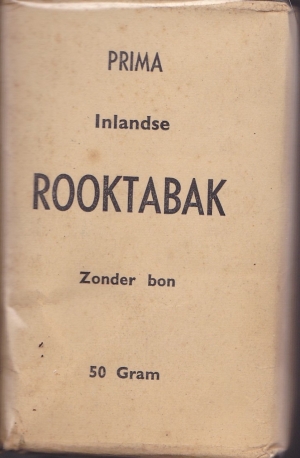 PRIMA
Inlandse
ROOKTABAK
Zonder bon
50 Gram